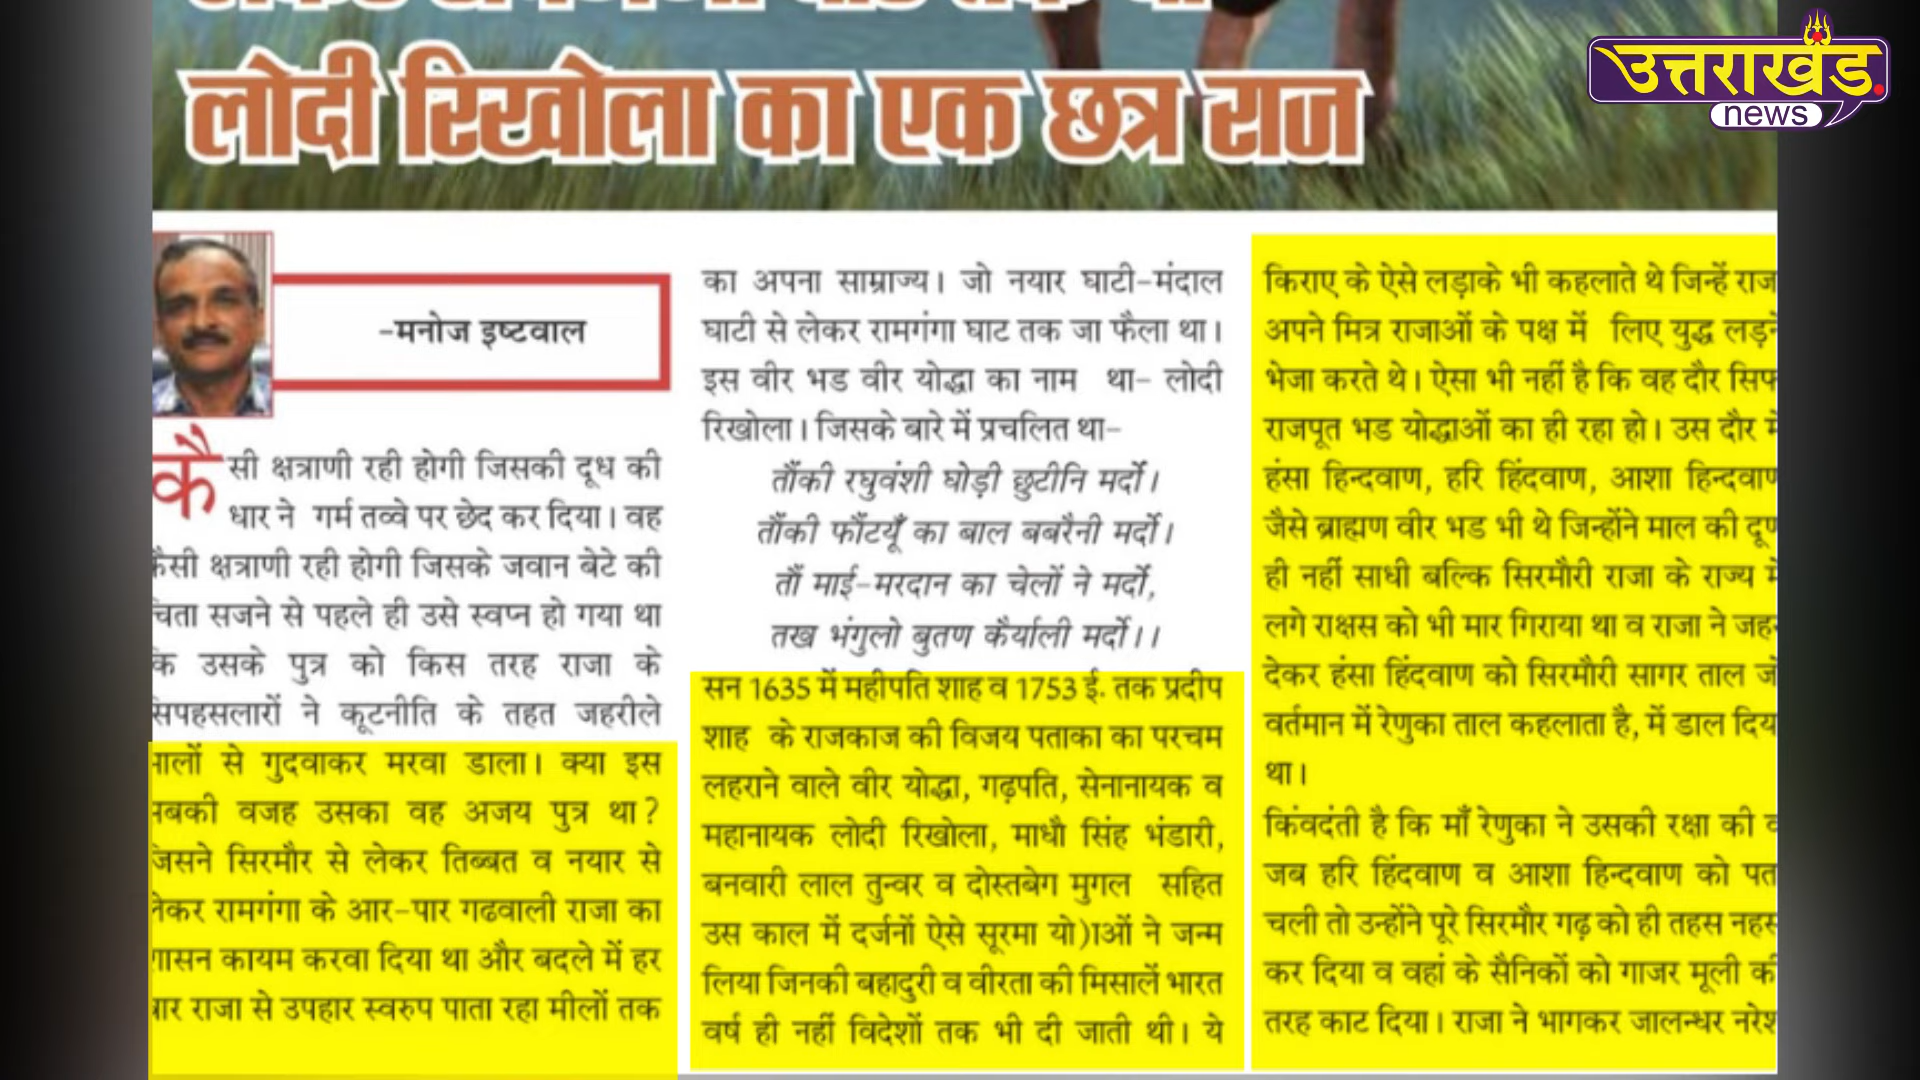 लोदी रिखोला का एक छत्र राज
उत्तराखंड
news
-मनोज इष्टवाल
कैसी क्षत्राणी रही होगी जिसकी दूध की
धार ने गर्म तव्वे पर छेद कर दिया। वह
कैसी क्षत्राणी रही होगी जिसके जवान बेटे की
चिता सजने से पहले ही उसे स्वप्न हो गया था
कि उसके पुत्र को किस तरह राजा के
सिपहसलारों ने कूटनीति के तहत जहरीले
भालों से गुदवाकर मरवा डाला। क्या इस
सबकी वजह उसका वह अजय पुत्र था?
जिसने सिरमौर से लेकर तिब्बत व नयार से
लेकर रामगंगा के आर-पार गढवाली राजा का
शासन कायम करवा दिया था और बदले में हर
बार राजा से उपहार स्वरुप पाता रहा मीलों तक
का अपना साम्राज्य। जो नयार घाटी-मंदाल
घाटी से लेकर रामगंगा घाट तक जा फैला था।
इस वीर भड वीर योद्धा का नाम था- लोदी
रिखोला। जिसके बारे में प्रचलित था-
तौंकी रघुवंशी घोड़ी छुटीनि मर्दो।
तौंकी फौंटयूँ का बाल बबरैनी मर्दो।
तौं माई-मरदान का चेलों ने मर्दो,
तख भंगुलो बुतण कैर्याली मर्दो।।
सन 1635 में महीपति शाह व 1753 ई. तक प्रदीप
शाह के राजकाज की विजय पताका का परचम
लहराने वाले वीर योद्धा, गढ़पति, सेनानायक व
महानायक लोदी रिखोला, माधौ सिंह भंडारी,
बनवारी लाल तुन्वर व दोस्तबेग मुगल सहित
उस काल में दर्जनों ऐसे सूरमा यो)ाओं ने जन्म
लिया जिनकी बहादुरी व वीरता की मिसालें भारत
वर्ष ही नहीं विदेशों तक भी दी जाती थी। ये
किराए के ऐसे लड़ाके भी कहलाते थे जिन्हें राज
अपने मित्र राजाओं के पक्ष में लिए युद्ध लड़ने
भेजा करते थे। ऐसा भी नहीं है कि वह दौर सिर्फ
राजपूत भड योद्धाओं का ही रहा हो। उस दौर में
हंसा हिन्दवाण, हरि हिंदवाण, आशा हिन्दवाण
जैसे ब्राह्मण वीर भड भी थे जिन्होंने माल की दूण
ही नहीं साधी बल्कि सिरमौरी राजा के राज्य में
लगे राक्षस को भी मार गिराया था व राजा ने जहर
देकर हंसा हिंदवाण को सिरमौरी सागर ताल जो
वर्तमान में रेणुका ताल कहलाता है, में डाल दिय
था।
किंवदंती है कि माँ रेणुका ने उसकी रक्षा की व
जब हरि हिंदवाण व आशा हिन्दवाण को पत
चली तो उन्होंने पूरे सिरमौर गढ़ को ही तहस नहस
कर दिया व वहां के सैनिकों को गाजर मूली की
तरह काट दिया। राजा ने भागकर जालन्धर नरेश